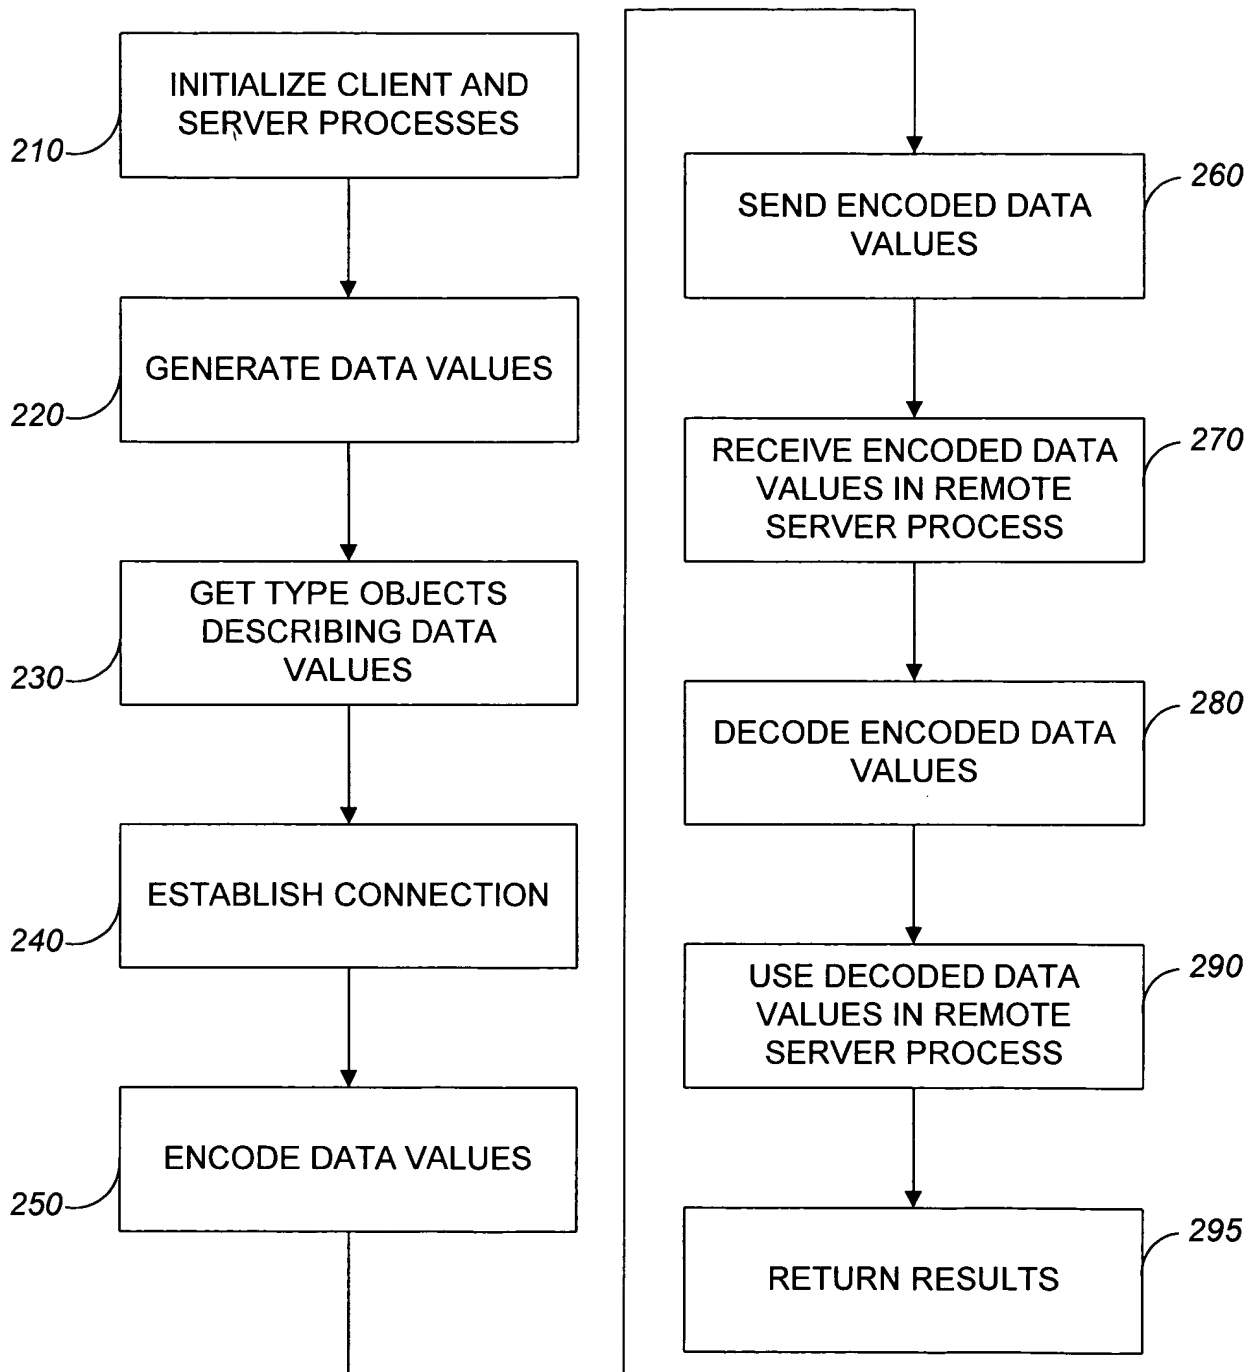 INITIALIZE CLIENT AND
SERVER PROCESSES
210
GENERATE DATA VALUES
220
GET TYPE OBJECTS
DESCRIBING DATA
VALUES
230
ESTABLISH CONNECTION
240
ENCODE DATA VALUES
250
260
SEND ENCODED DATA
VALUES
270
RECEIVE ENCODED DATA
VALUES IN REMOTE
SERVER PROCESS
280
DECODE ENCODED DATA
VALUES
290
USE DECODED DATA
VALUES IN REMOTE
SERVER PROCESS
295
RETURN RESULTS